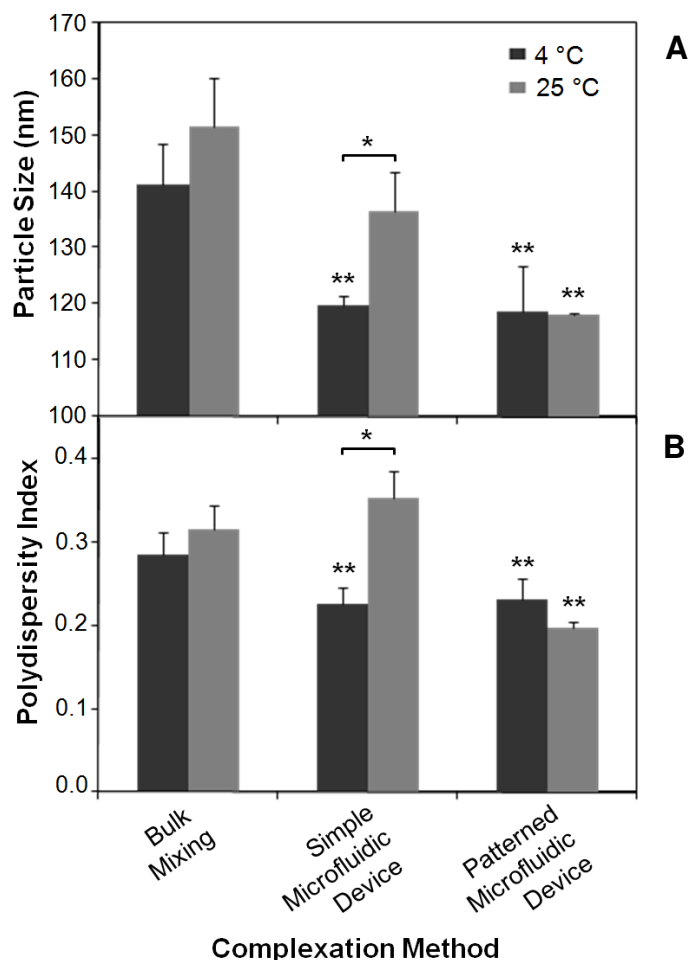 A
4 °C
25 °C
Particle Size (nm)
170
160
150
140
130
120
110
100
*
**
**
**
B
Polydispersity Index
0.4
0.3
0.2
0.1
0.0
*
**
**
**
Bulk
Mixing
Simple
Microfluidic
Device
Patterned
Microfluidic
Device
Complexation Method